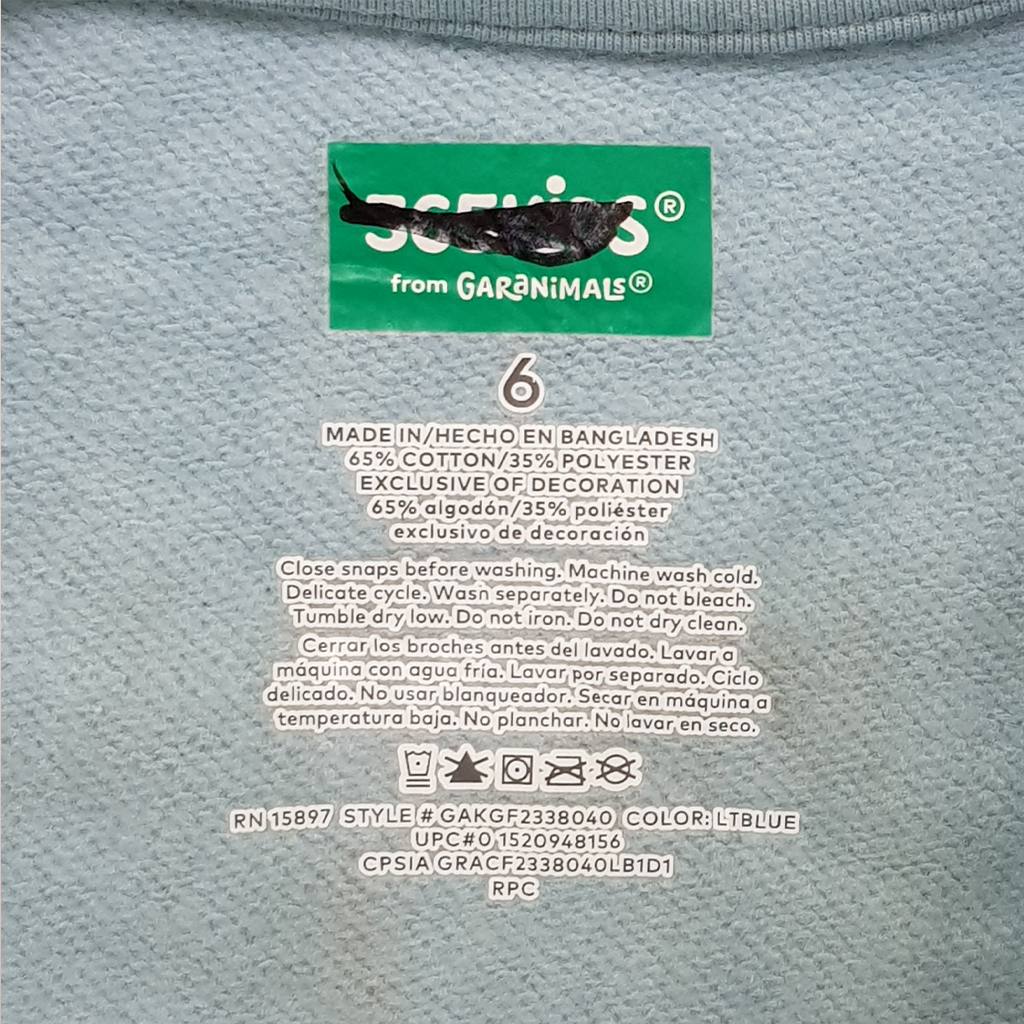 from GARANIMALS®
6
MADE IN/HECHO EN BANGLADESH
65% COTTON/35% POLYESTER
EXCLUSIVE OF DECORATION
65% algodón/35% poliéster
exclusivo de decoración
Close snaps before washing. Machine wash cold.
Delicate cycle. Wash separately. Do not bleach.
Tumble dry low. Do not iron. Do not dry clean.
Cerrar los broches antes del lavado. Lavar a
máquina con agua fría. Lavar por separado. Ciclo
delicado. No usar blanqueador. Secar en máquina a
temperatura baja. No planchar. No lavar en seco.
RN 15897 STYLE # GAKGF2338040 COLOR: LTBLUE
UPC#0 1520948156
CPSIA GRACF2338040LB1D1
RPC